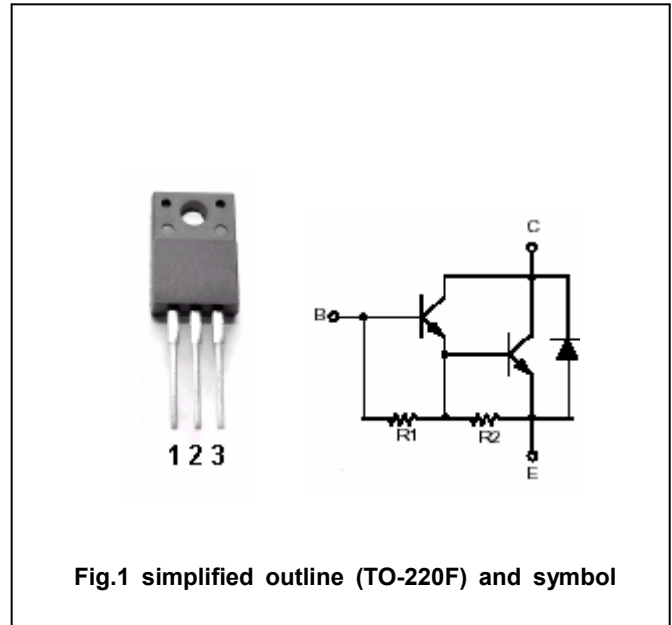 C
B
R1 R2
E
1 2 3
Fig.1 simplified outline (TO-220F) and symbol